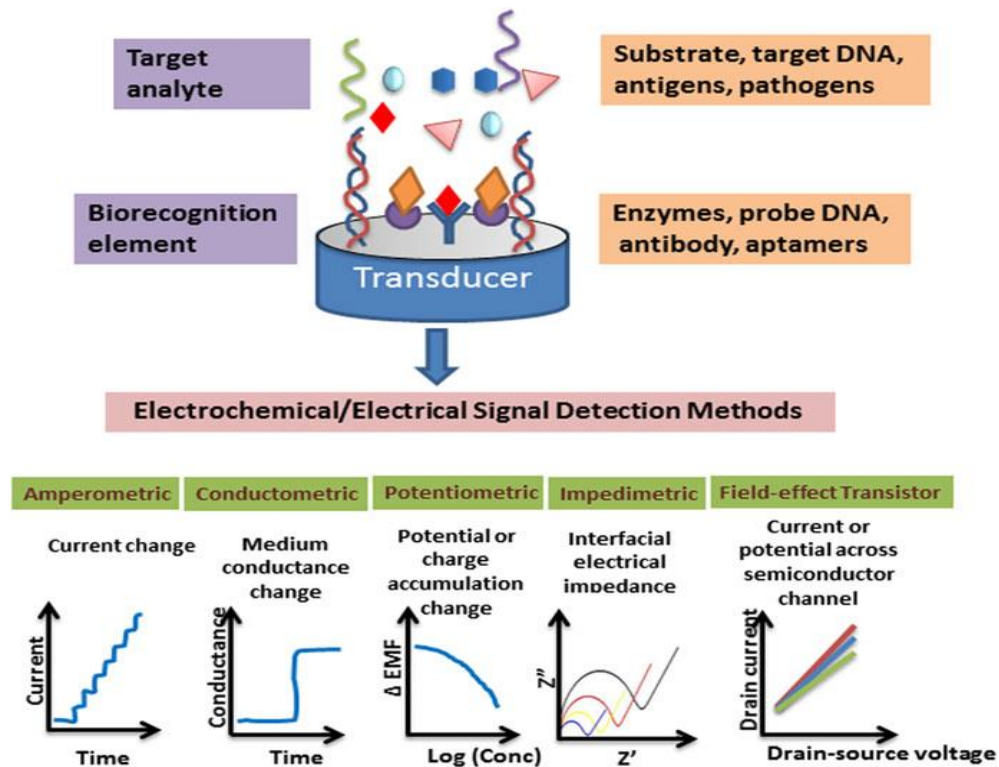 Target
analyte
Substrate, target DNA,
antigens, pathogens
Biorecognition
element
Enzymes, probe DNA,
antibody, aptamers
Transducer
Electrochemical/Electrical Signal Detection Methods
Amperometric
Conductometric
Potentiometric
Impedimetric
Field-effect Transistor
Current change
Medium
conductance
change
Potential or
charge
accumulation
change
Interfacial
electrical
impedance
Current or
potential across
semiconductor
channel
Current
Time
Conductance
Time
Δ EMF
Log (Conc)
Z″
Z′
Drain current
Drain-source voltage